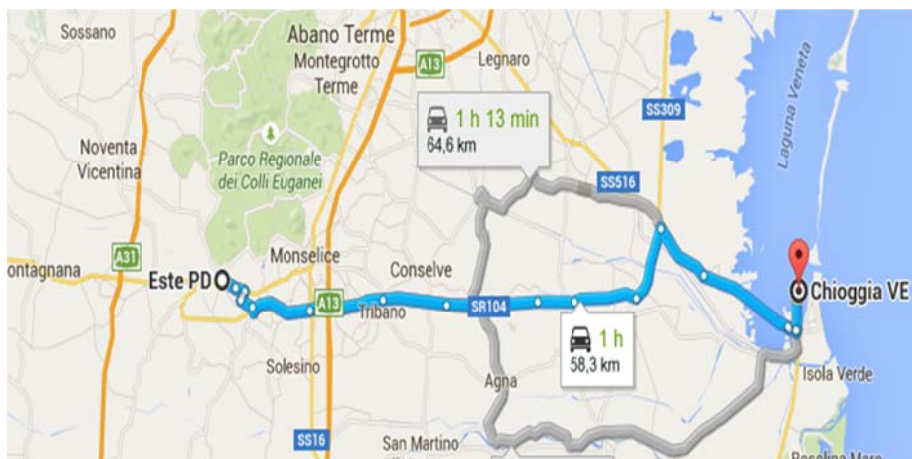 Sossano
Abano Terme
Montegrotto
Terme
A13
Legnaro
SS309
Laguna Veneta
1 h 13 min
64,6 km
Noventa
Vicentina
Parco Regionale
dei Colli Euganei
SS516
A31
ontagnana
Este PD
Monselice
Conselve
Chioggia VE
A13
Tribano
SR104
1 h
58,3 km
Solesino
Agna
Isola Verde
SS16
San Martino
Rosolina Mare